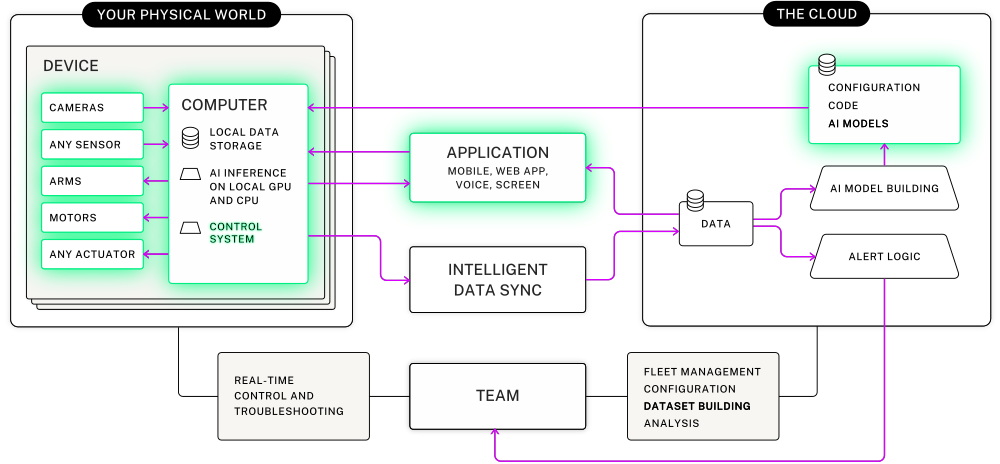 YOUR PHYSICAL WORLD
DEVICE
CAMERAS
ANY SENSOR
ARMS
MOTORS
ANY ACTUATOR
COMPUTER
LOCAL DATA
STORAGE
AI INFERENCE
ON LOCAL GPU
AND CPU
CONTROL
SYSTEM
APPLICATION
MOBILE, WEB APP,
VOICE, SCREEN
INTELLIGENT
DATA SYNC
THE CLOUD
CONFIGURATION
CODE
AI MODELS
AI MODEL BUILDING
DATA
ALERT LOGIC
REAL-TIME
CONTROL AND
TROUBLESHOOTING
TEAM
FLEET MANAGEMENT
CONFIGURATION
DATASET BUILDING
ANALYSIS